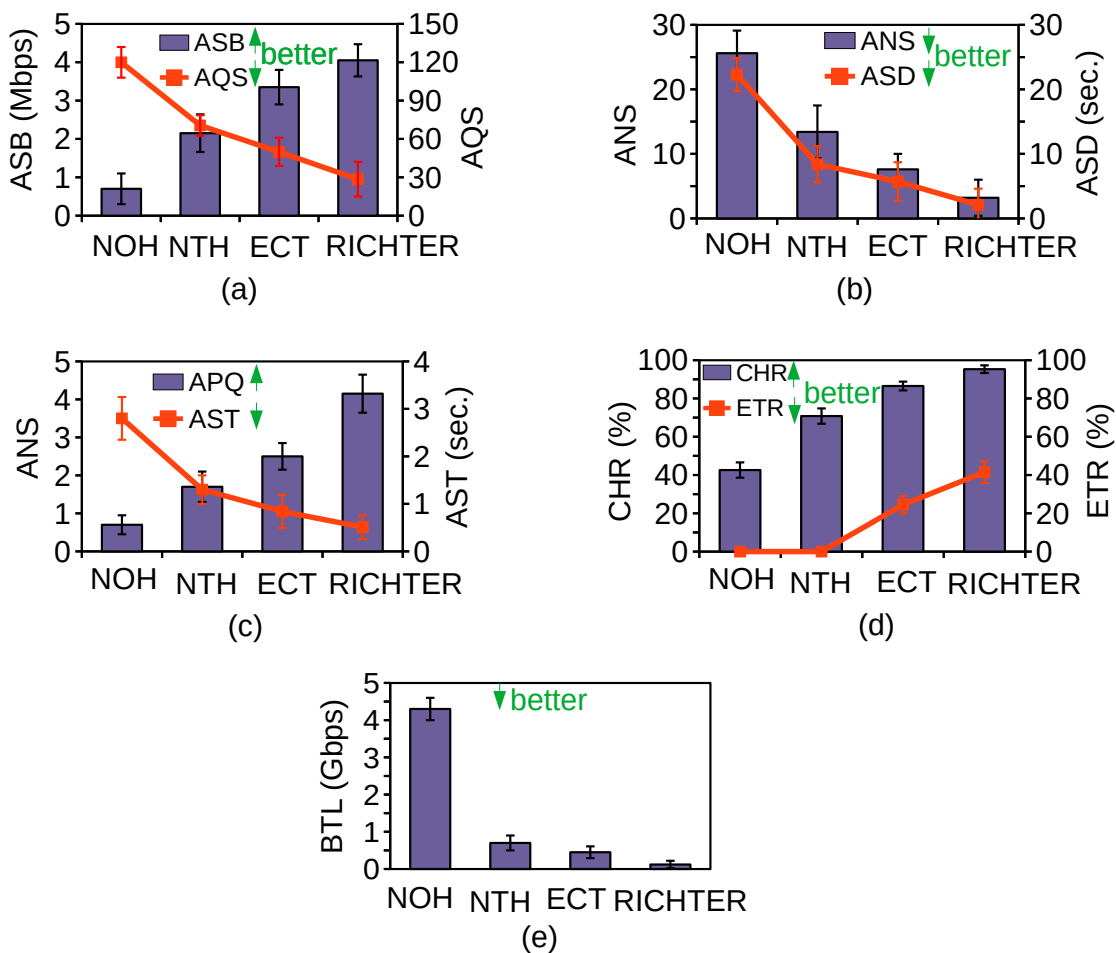 ASB (Mbps)
5
4
3
2
1
0
ASB
AQS
better
150
120
90
60
30
0
AQS
NOH NTH ECT RICHTER
(a)
ANS
30
20
10
0
ANS
ASD
better
30
20
10
0
ASD (sec.)
NOH NTH ECT RICHTER
(b)
ANS
5
4
3
2
1
0
APQ
AST
4
3
2
1
0
AST (sec.)
NOH NTH ECT RICHTER
(c)
CHR (%)
100
80
60
40
20
0
CHR
ETR
better
100
80
60
40
20
0
ETR (%)
NOH NTH ECT RICHTER
(d)
BTL (Gbps)
5
4
3
2
1
0
better
NOH NTH ECT RICHTER
(e)